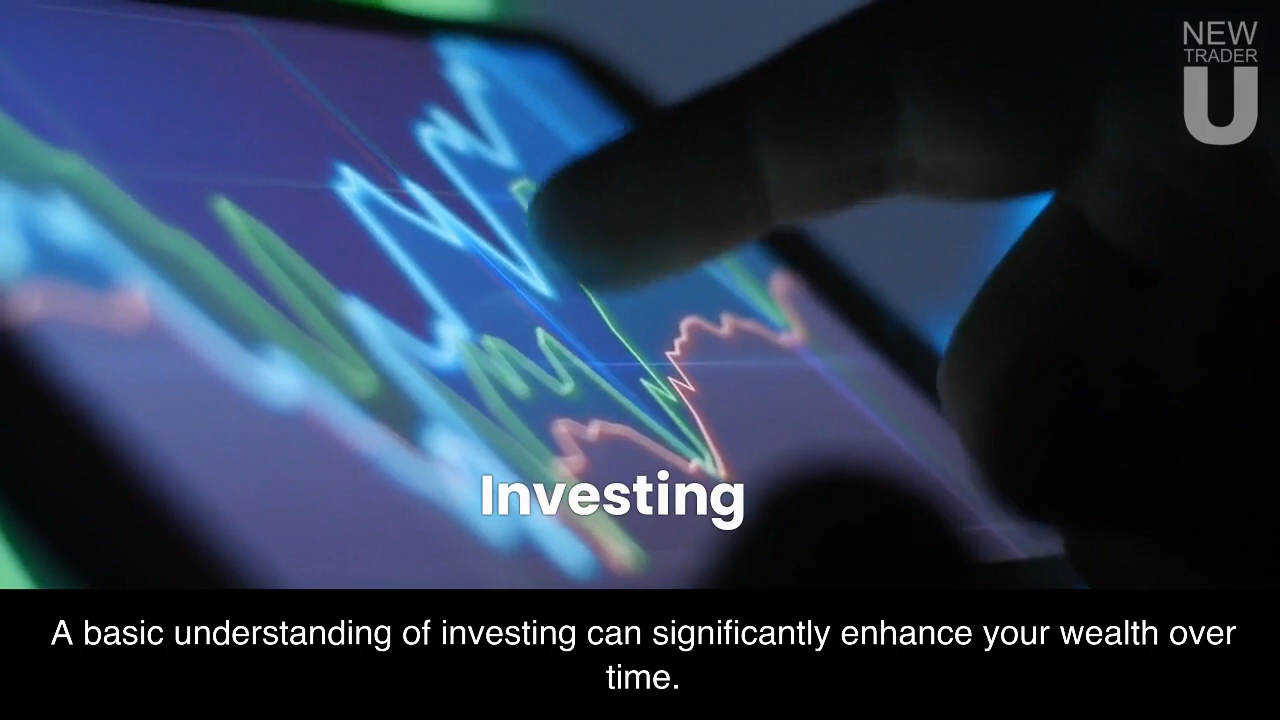 NEW
TRADER
U
Investing
A basic understanding of investing can significantly enhance your wealth over
time.